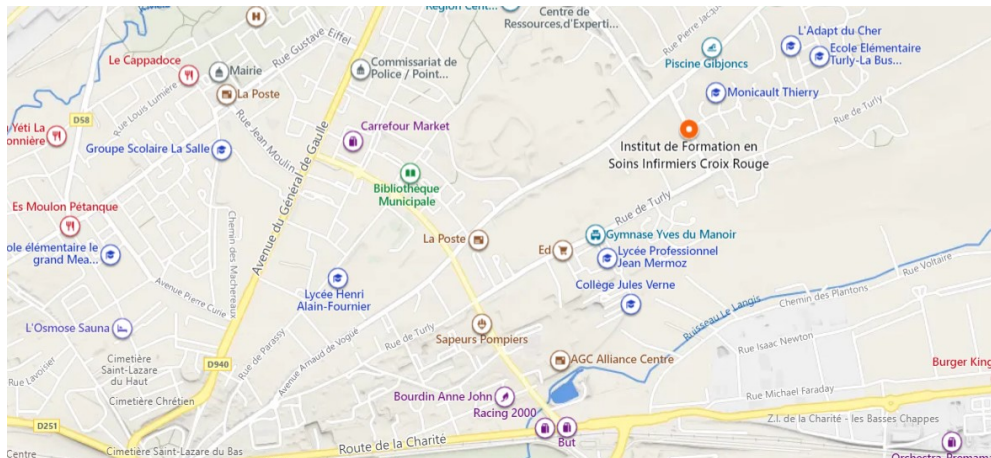 Région Cent...
Centre de
Ressources,d'Experti...
Rue Pierre Jacqu
L'Adapt du Cher
Ecole Elémentaire
Turly-La Bus...
Piscine Gibjoncs
Rue Gustave Eiffel
Le Cappadoce
Mairie
Commissariat de
Police / Point...
Monicault Thierry
Rue Louis Lumière
La Poste
Rue de Turly
D58
Yéti La
onnière
Rue Jean Moulin
Carrefour Market
Groupe Scolaire La Salle
Institut de Formation en
Soins Infirmiers Croix Rouge
Bibliothèque
Municipale
Avenue du Général de Gaulle
Es Moulon Pétanque
Rue de Turly
Chemin des Machereaux
La Poste
Gymnase Yves du Manoir
ole élémentaire le
grand Mea...
Ed
Lycée Professionnel
Jean Mermoz
Rue Voltaire
Lycée Henri
Alain-Fournier
Collège Jules Verne
Avenue Pierre Curie
Ruisseau Le Langis
Chemin des Plantons
L'Osmose Sauna
Rue de Parassy
Avenue Arnaud de Vogüe
Rue de Turly
Sapeurs Pompiers
Rue Isaac Newton
Cimetière
Saint-Lazare
du Haut
D940
AGC Alliance Centre
Burger King
Rue Lavoisier
Cimetière Chrétien
Bourdin Anne John
Rue Michael Faraday
Racing 2000
Z.I. de la Charité - les Basses Chappes
D251
Route de la Charité
But
Centre
Cimetière Saint-Lazare du Bas
Orchestra-Premama